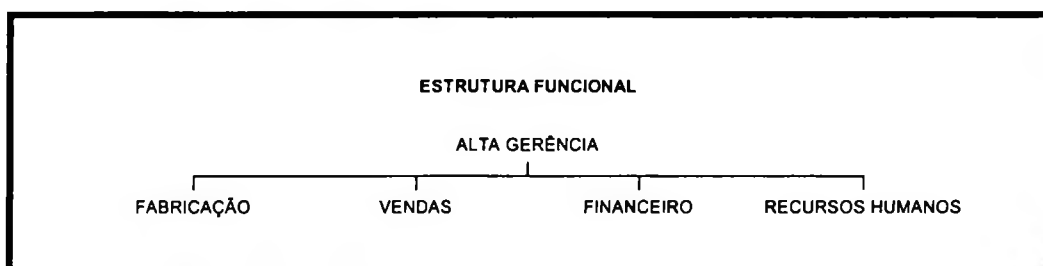 ESTRUTURA FUNCIONAL
ALTA GERÊNCIA
FABRICAÇÃO VENDAS FINANCEIRO RECURSOS HUMANOS